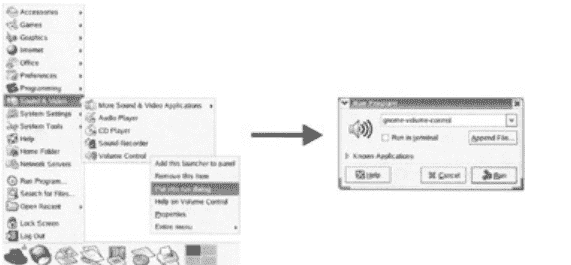 Accessories
Games
Graphics
Internet
Office
Preferences
Programming
Sound & Video
System Settings
System Tools
Help
Home Folder
Network Servers
Run Program...
Search for Files...
Open Recent
Lock Screen
Log Out
More Sound & Video Applications
Audio Player
CD Player
Sound Recorder
Volume Control
Add this launcher to panel
Remove this item
Put into run dialog
Help on Volume Control
Properties
Entire menu
Run Program
gnome-volume-control
Run in terminal
Append File...
Known Applications
Help
Cancel
Run